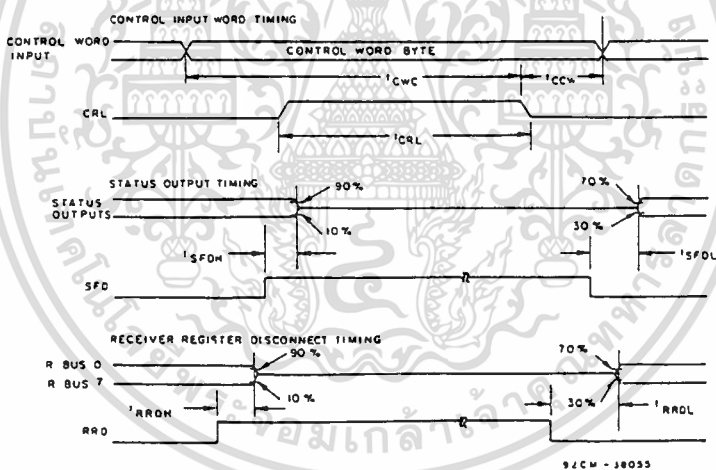 CONTROL INPUT WORD TIMING
CONTROL WORD
INPUT
CONTROL WORD BYTE
tCWC
tCCW
CRL
tCRL
STATUS OUTPUT TIMING
STATUS
OUTPUTS
90%
10%
70%
30%
tSFDH
tSFDL
SFD
RECEIVER REGISTER DISCONNECT TIMING
R BUS 0
R BUS 7
90%
10%
70%
30%
tRRDH
tRRDL
RRD
92CM-38055